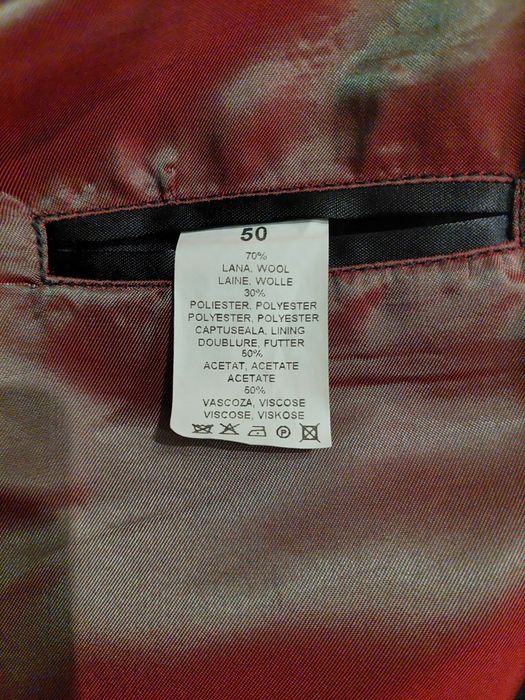 50
70%
LANA, WOOL
LAINE, WOLLE
30%
POLIESTER, POLYESTER
POLYESTER, POLYESTER
CAPTUSEALA, LINING
DOUBLURE, FUTTER
50%
ACETAT, ACETATE
ACETATE
50%
VASCOZA, VISCOSE
VISCOSE, VISKOSE
P